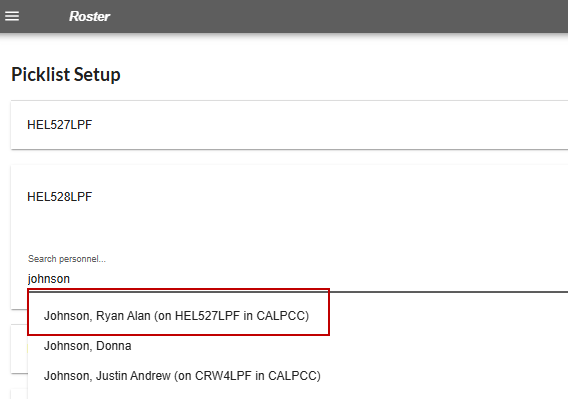 Roster
Picklist Setup
HEL527LPF
HEL528LPF
Search personnel...
johnson
Johnson, Ryan Alan (on HEL527LPF in CALPCC)
Johnson, Donna
Johnson, Justin Andrew (on CRW4LPF in CALPCC)